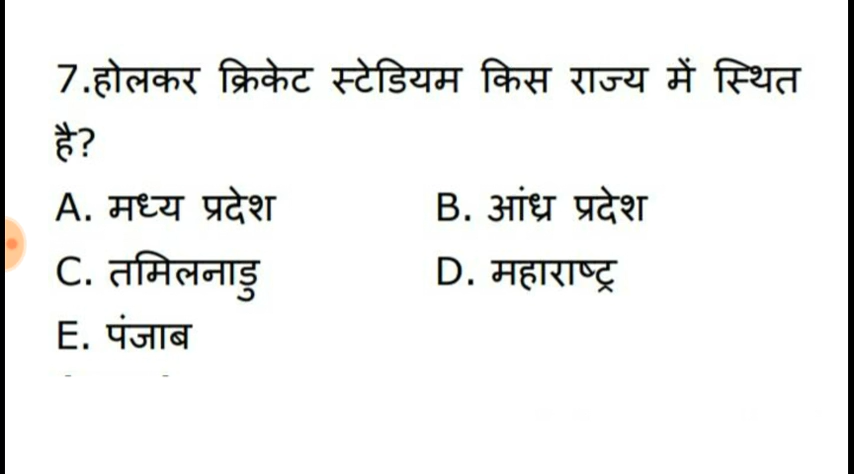 7.होलकर क्रिकेट स्टेडियम किस राज्य में स्थित
है?
A. मध्य प्रदेश B. आंध्र प्रदेश
C. तमिलनाडु D. महाराष्ट्र
E. पंजाब